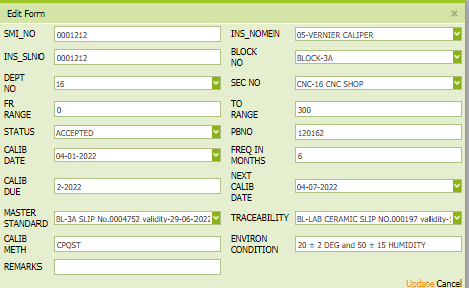 Edit Form
SMI_NO 0001212 INS_NOMEN 05-VERNIER CALIPER
INS_SLNO 0001212 BLOCK NO BLOCK-3A
DEPT NO 16 SEC NO CNC-16 CNC SHOP
FR RANGE 0 TO RANGE 300
STATUS ACCEPTED PBNO 120162
CALIB DATE 04-01-2022 FREQ IN MONTHS 6
CALIB DUE 2-2022 NEXT CALIB DATE 04-07-2022
MASTER STANDARD BL-3A SLIP No.0004752 validity-29-06-2022 TRACEABILITY BL-LAB CERAMIC SLIP NO.000197 validity-
CALIB METH CPQST ENVIRON CONDITION 20 ± 2 DEG and 50 ± 15 HUMIDITY
REMARKS
Update Cancel